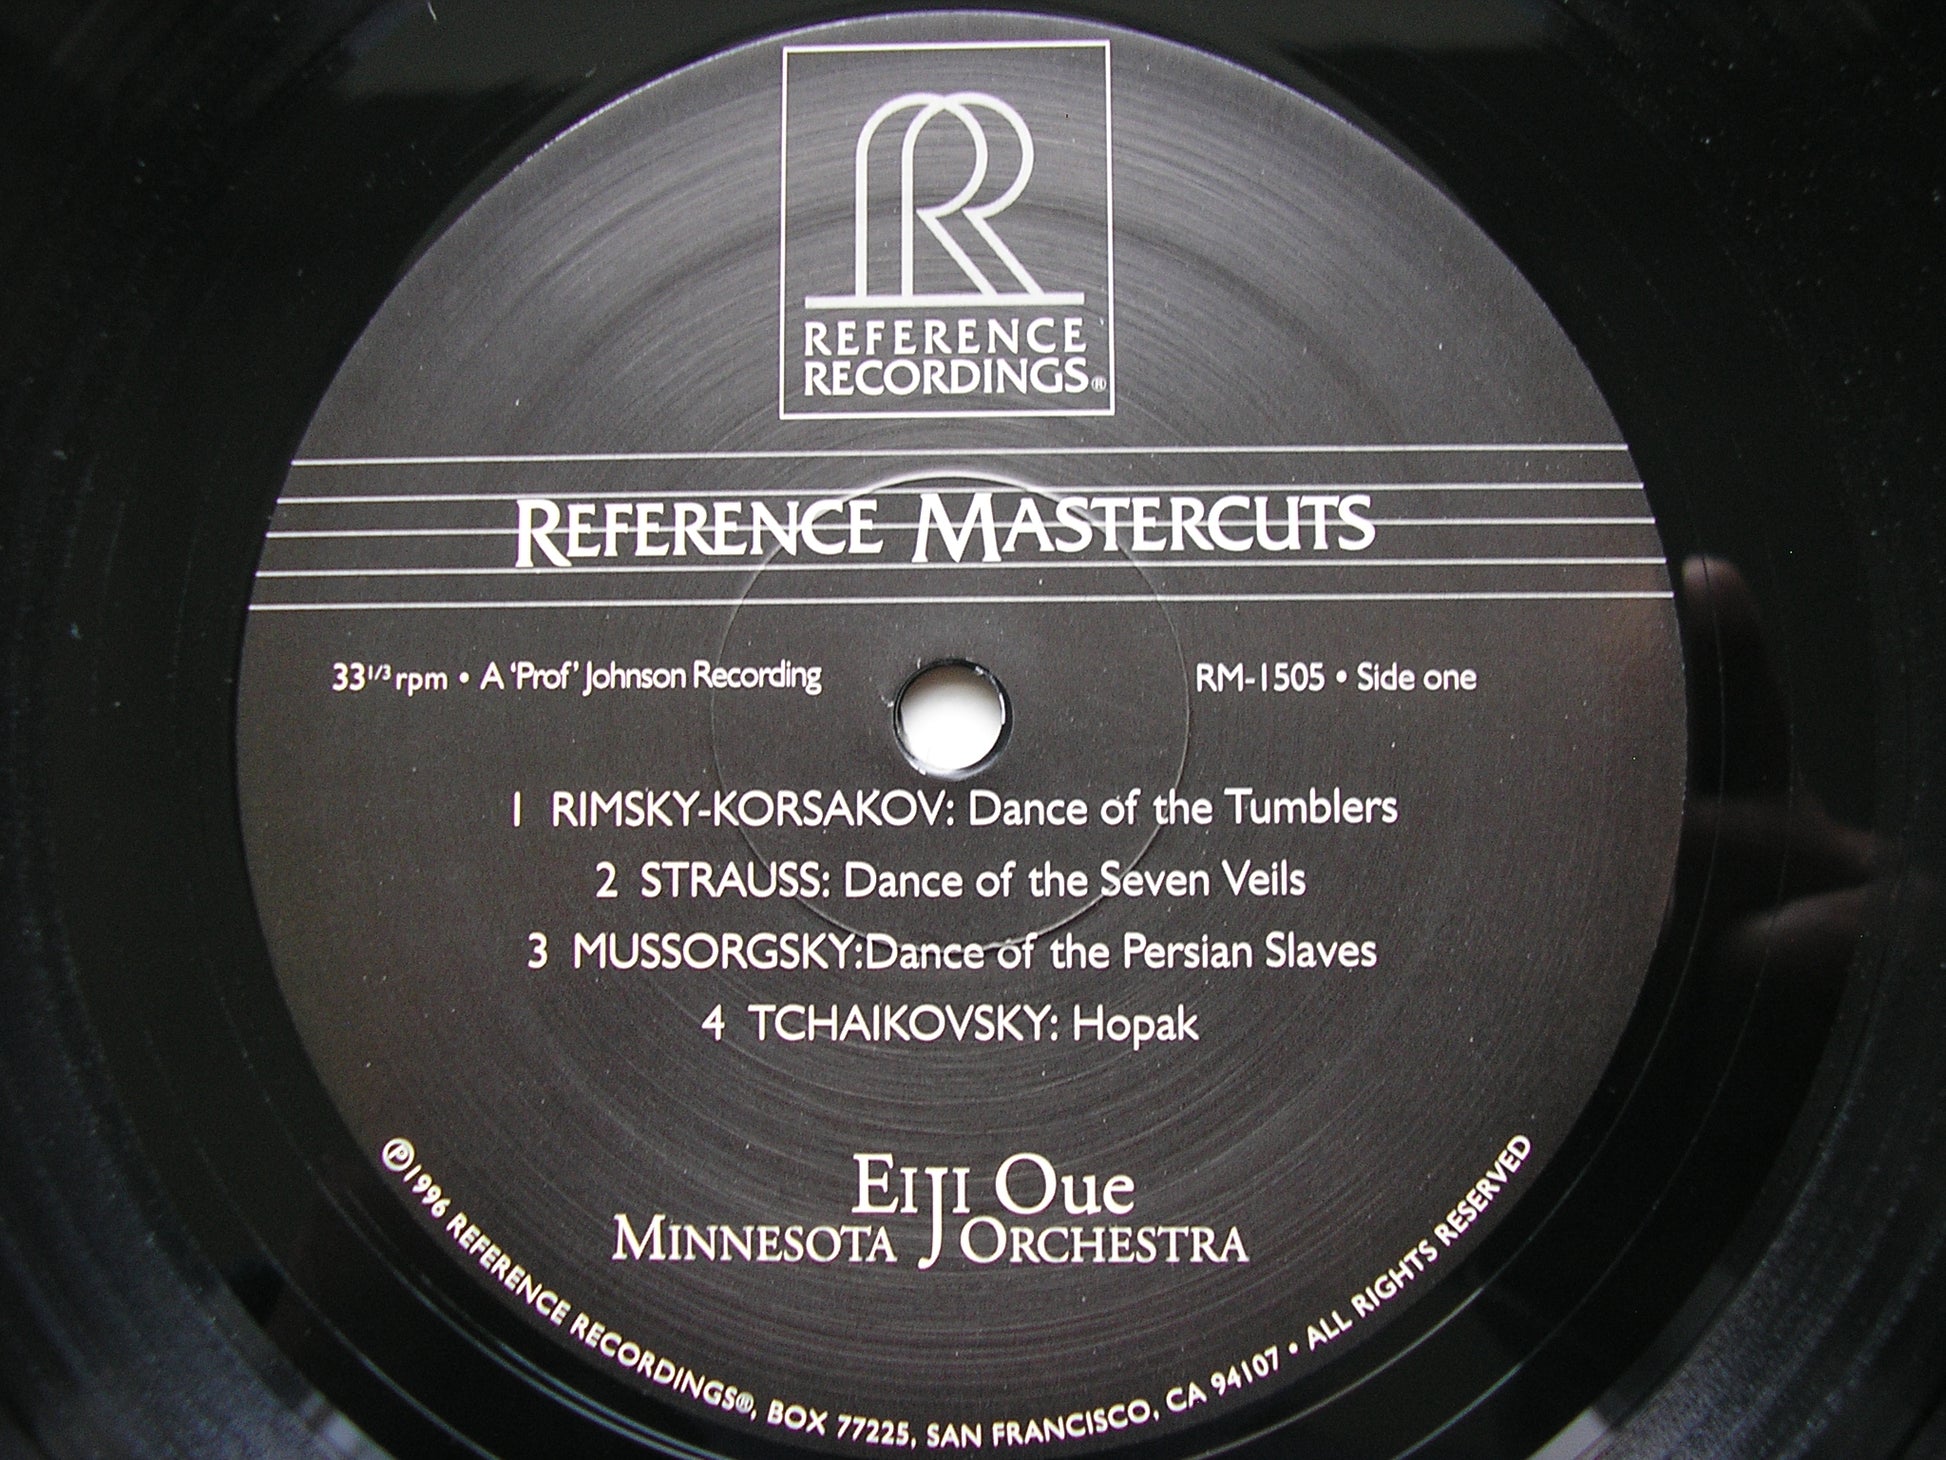 REFERENCE
RECORDINGS®
REFERENCE MASTERCUTS
33 1/3 rpm • A 'Prof' Johnson Recording
RM-1505 • Side one
1 RIMSKY-KORSAKOV: Dance of the Tumblers
2 STRAUSS: Dance of the Seven Veils
3 MUSSORGSKY:Dance of the Persian Slaves
4 TCHAIKOVSKY: Hopak
EIJI OUE
MINNESOTA ORCHESTRA
℗1996 REFERENCE RECORDINGS®, BOX 77225, SAN FRANCISCO, CA 94107 • ALL RIGHTS RESERVED